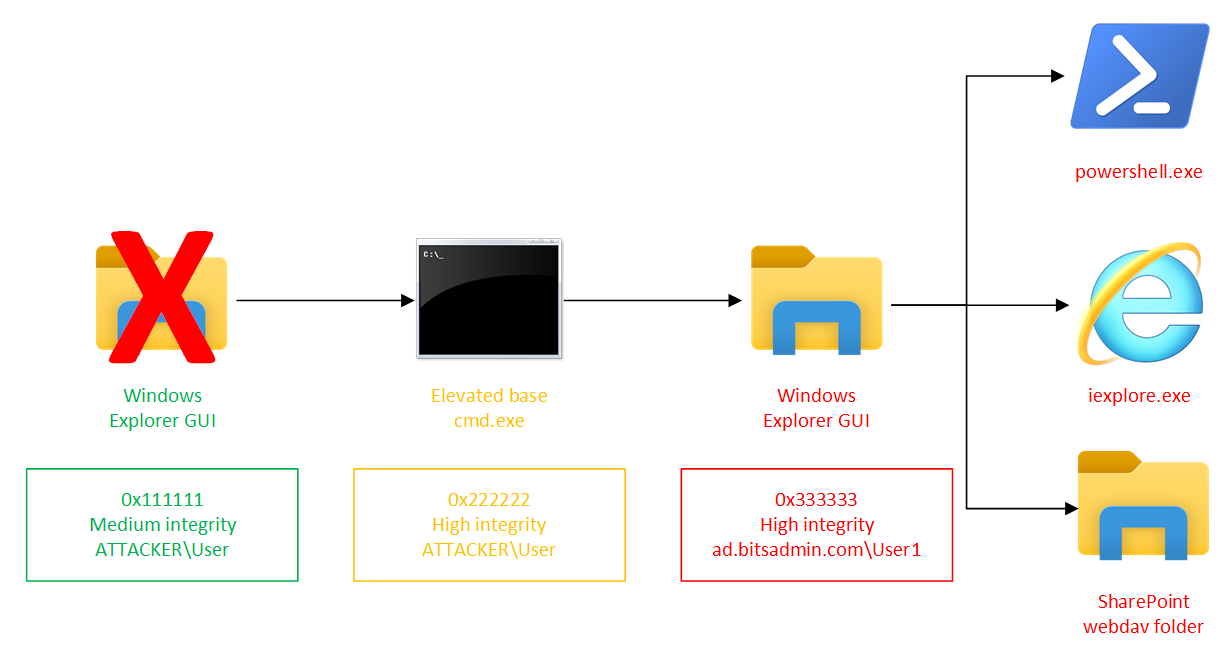 C:\_
powershell.exe
Windows
Explorer GUI
Elevated base
cmd.exe
Windows
Explorer GUI
iexplore.exe
0x111111
Medium integrity
ATTACKER\User
0x222222
High integrity
ATTACKER\User
0x333333
High integrity
ad.bitsadmin.com\User1
SharePoint
webdav folder